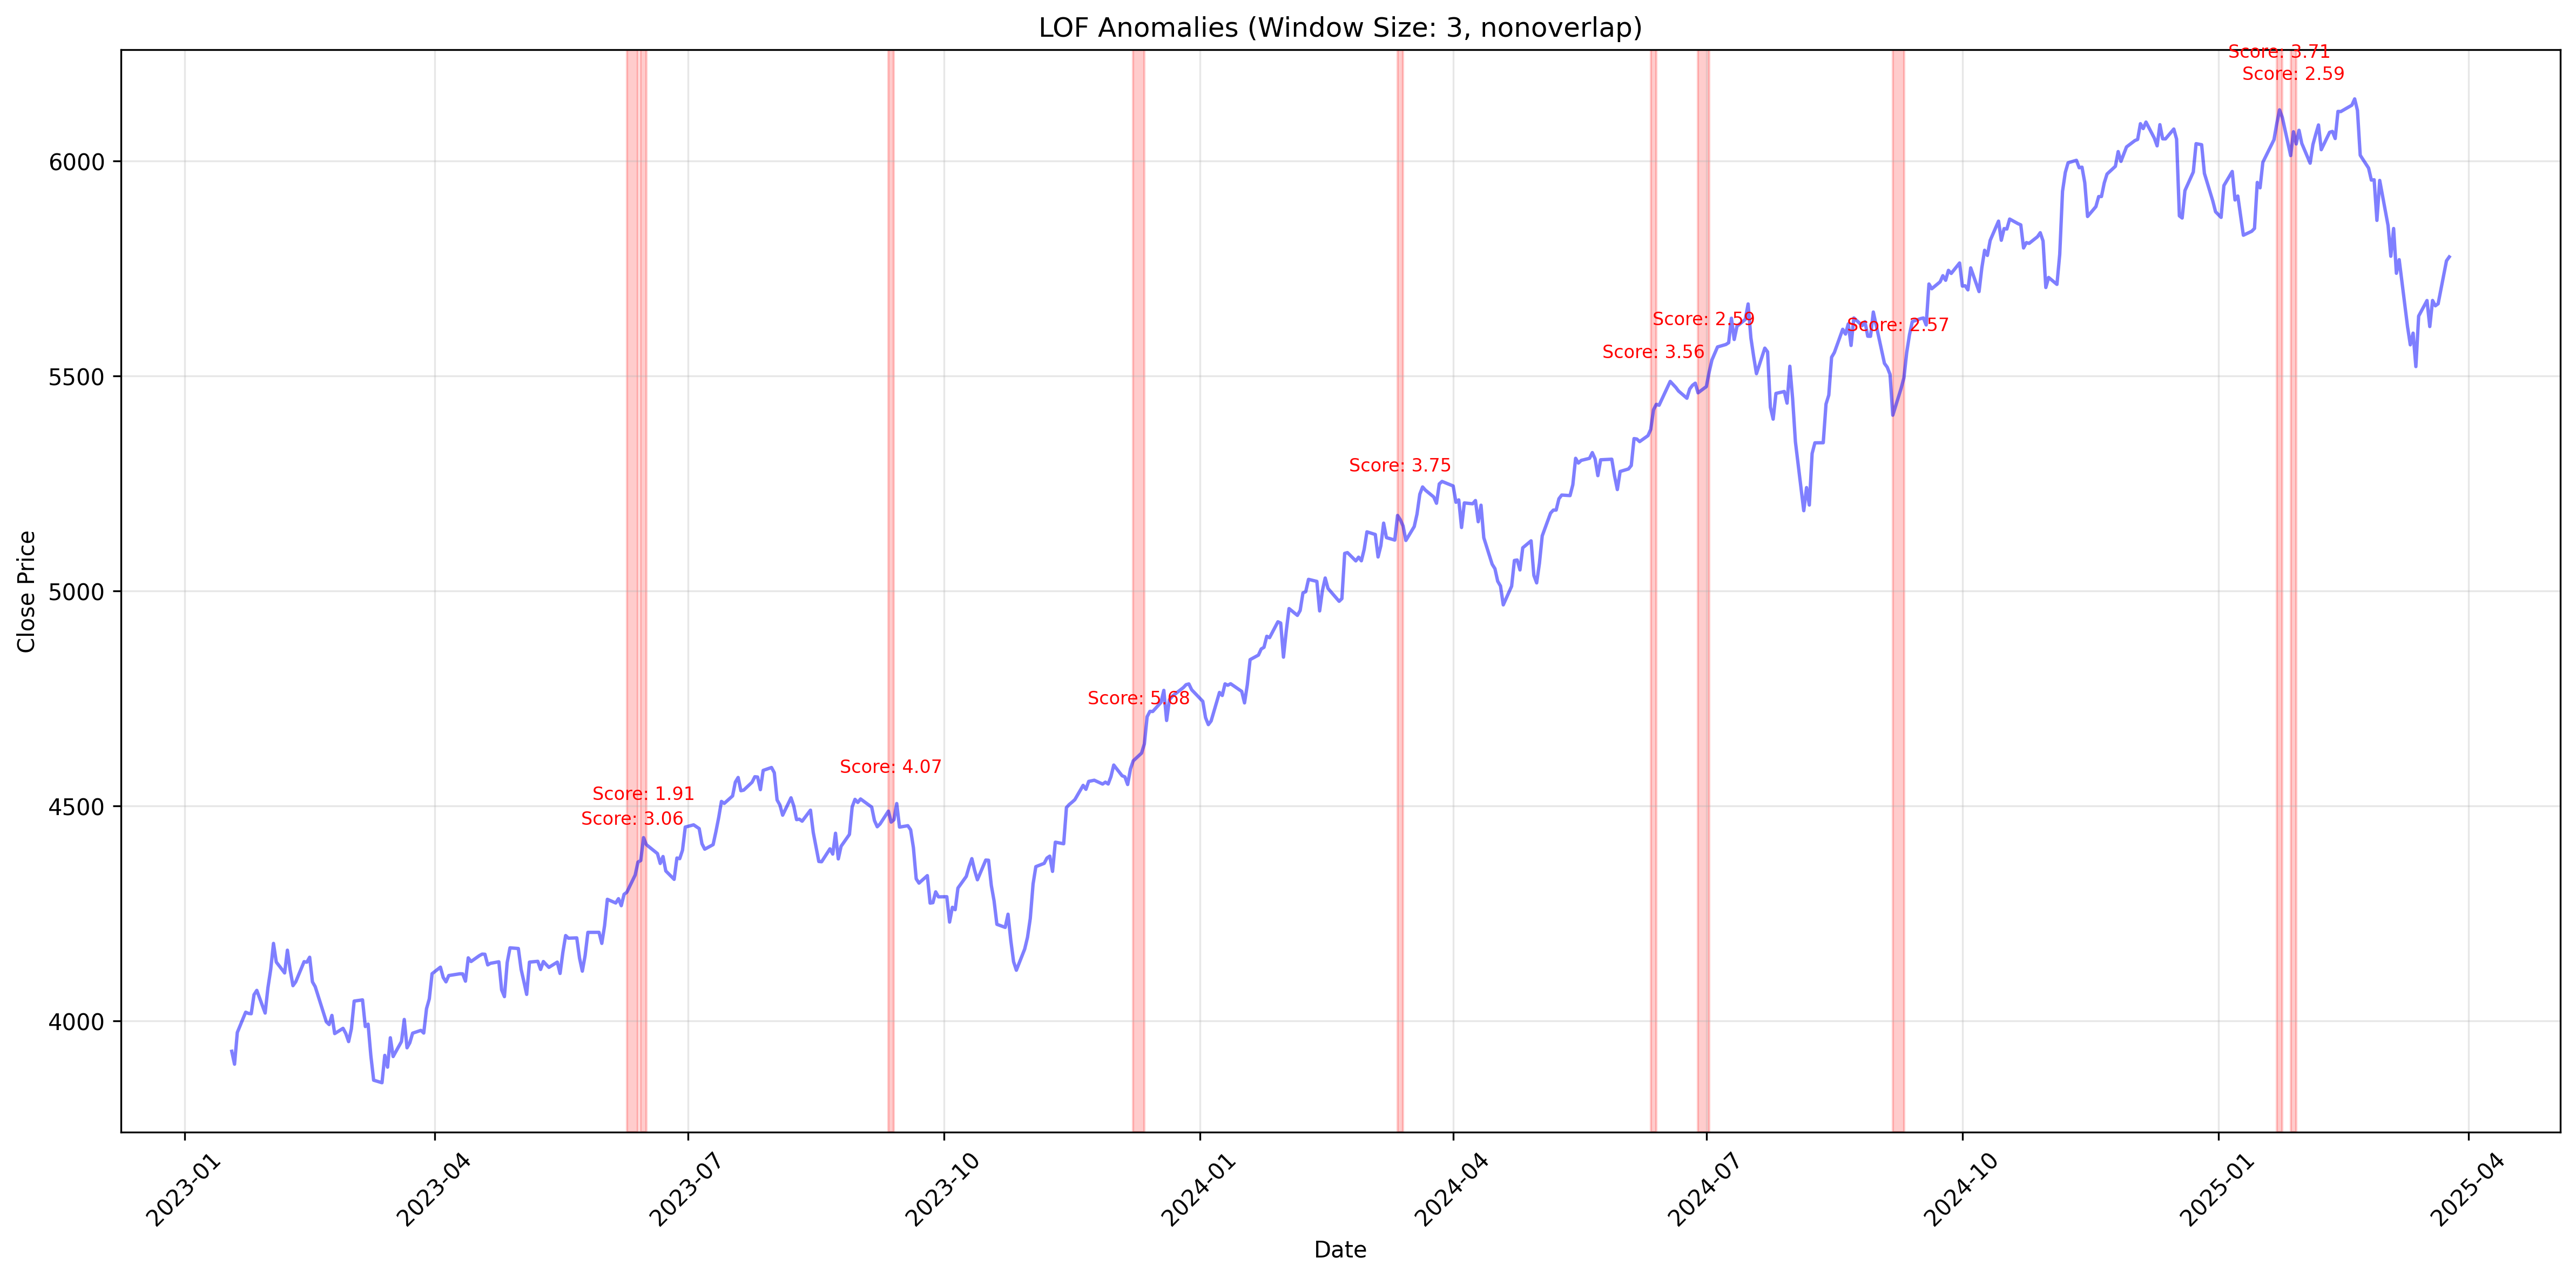 LOF Anomalies (Window Size: 3, nonoverlap)
Score: 3.71
Score: 2.59
Score: 2.59
Score: 2.57
Score: 3.56
Score: 3.75
Score: 5.68
Score: 4.07
Score: 1.91
Score: 3.06
Close Price
6000
5500
5000
4500
4000
2023-01
2023-04
2023-07
2023-10
2024-01
2024-04
2024-07
2024-10
2025-01
2025-04
Date